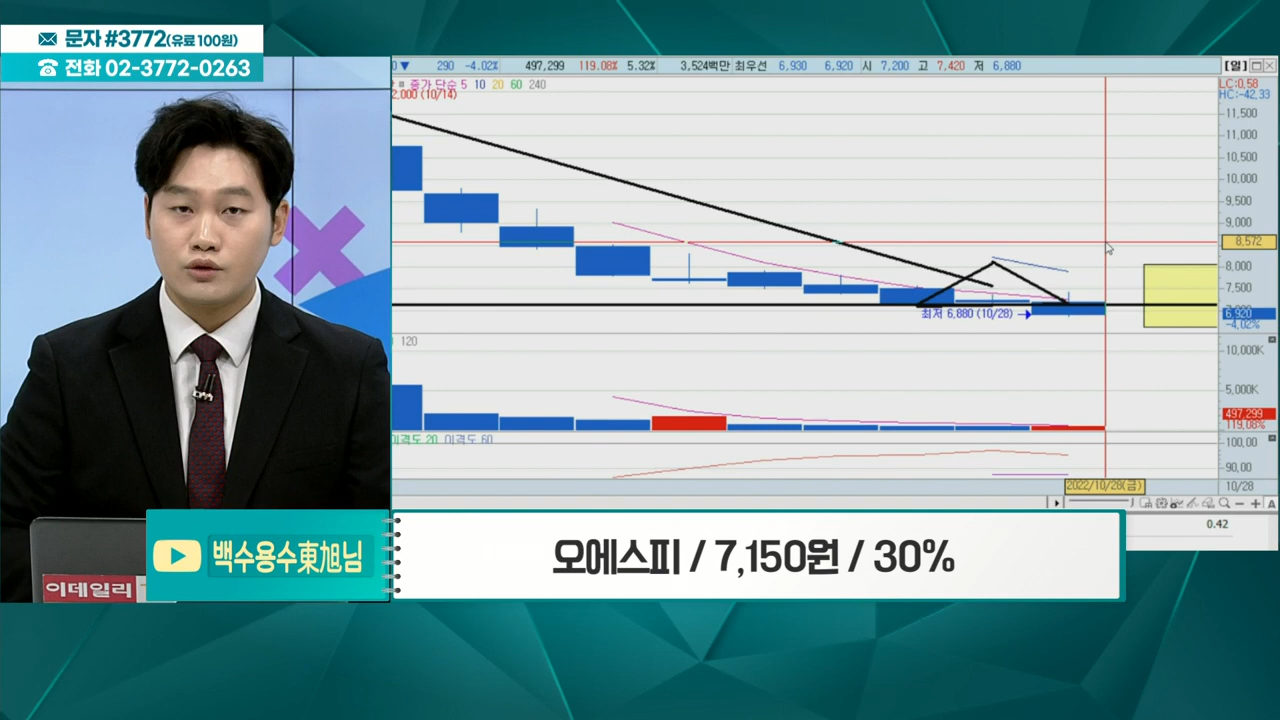 문자 #3772(유료 100원)
전화 02-3772-0263
290 -4.02% 497,299 119.08% 5.32% 3,524백만 최우선 6,930 6,920 시 7,200 고 7,420 저 6,880 [일]
종가 단순 5 10 20 60 240
2,000 (10/14)
LC:0.58
HC:-42.33
11,500
11,000
10,500
10,000
9,500
9,000
8,572
8,000
7,500
최저 6,880 (10/28)
6,920
-4.02%
120
10,000K
5,000K
497,299
119.08%
이격도 20 이격도 60
100,00
90,00
2022/10/28(금)
10/28
0.42
백수용수東旭님
오에스피 / 7,150원 / 30%
이데일리